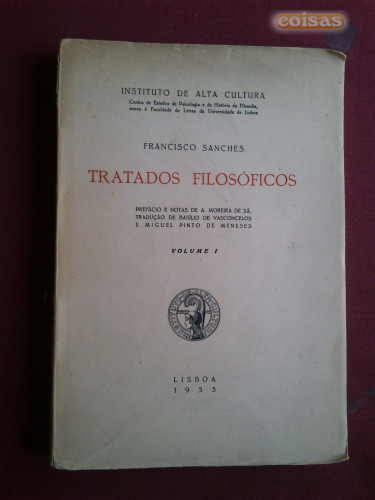 coisas
INSTITUTO DE ALTA CULTURA
Centro de Estudos de Psicologia e de História da Filosofia,
anexo à Faculdade de Letras da Universidade de Lisboa
FRANCISCO SANCHES
TRATADOS FILOSÓFICOS
PREFÁCIO E NOTAS DE A. MOREIRA DE SÁ,
TRADUÇÃO DE BASÍLIO DE VASCONCELOS
E MIGUEL PINTO DE MENESES
VOLUME I
LISBOA
1955